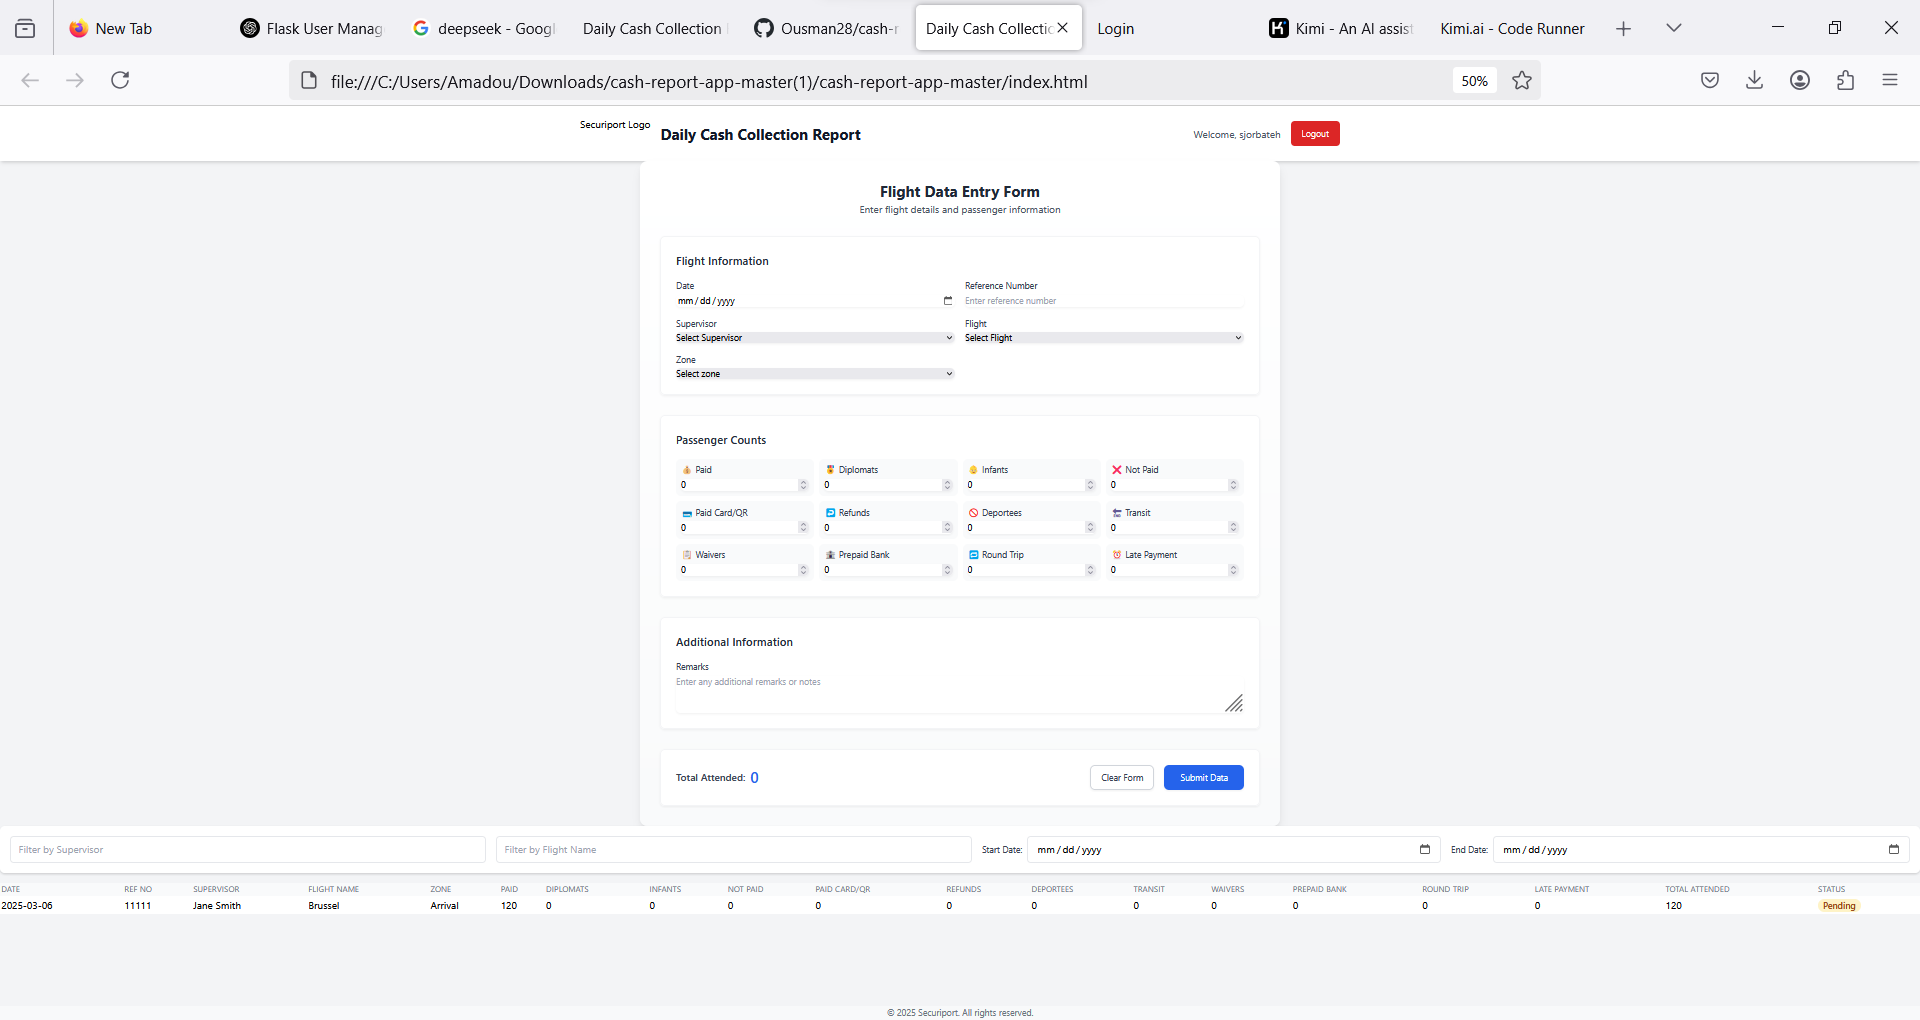 New Tab
Flask User Manag
deepseek - Googl
Daily Cash Collection
Ousman28/cash-r
Daily Cash Collectic
Login
Kimi - An AI assist
Kimi.ai - Code Runner
file:///C:/Users/Amadou/Downloads/cash-report-app-master(1)/cash-report-app-master/index.html
50%
Securiport Logo
Daily Cash Collection Report
Welcome, sjorbateh
Logout
Flight Data Entry Form
Enter flight details and passenger information
Flight Information
Date Reference Number
mm / dd / yyyy Enter reference number
Supervisor Flight
Select Supervisor Select Flight
Zone
Select zone
Passenger Counts
Paid Diplomats Infants Not Paid
0 0 0 0
Paid Card/QR Refunds Deportees Transit
0 0 0 0
Waivers Prepaid Bank Round Trip Late Payment
0 0 0 0
Additional Information
Remarks
Enter any additional remarks or notes
Total Attended: 0 Clear Form Submit Data
Filter by Supervisor Filter by Flight Name Start Date: mm / dd / yyyy End Date: mm / dd / yyyy
DATE REF NO SUPERVISOR FLIGHT NAME ZONE PAID DIPLOMATS INFANTS NOT PAID PAID CARD/QR REFUNDS DEPORTEES TRANSIT WAIVERS PREPAID BANK ROUND TRIP LATE PAYMENT TOTAL ATTENDED STATUS
2025-03-06 11111 Jane Smith Brussel Arrival 120 0 0 0 0 0 0 0 0 0 0 0 120 Pending
© 2025 Securiport. All rights reserved.